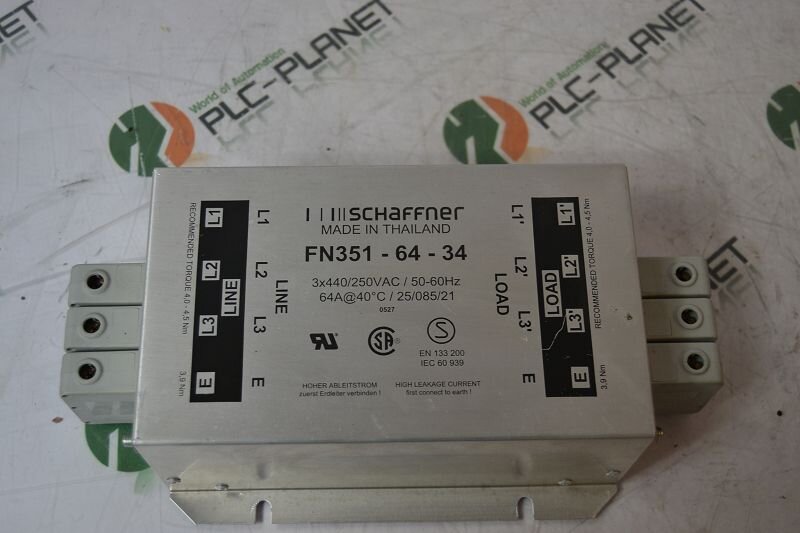 World of Automation
PLC-PLANET
World of Automation
PLC-PLANET
SCHAFFNER
MADE IN THAILAND
FN351 - 64 - 34
3x440/250VAC / 50-60Hz
64A@40°C / 25/085/21
0527
EN 133 200
IEC 60 939
HOHER ABLEITSTROM
zuerst Erdleiter verbinden !
HIGH LEAKAGE CURRENT
first connect to earth !
RECOMMENDED TORQUE 4,0 - 4,5 Nm
3,9 Nm
L1
L2
L3
E
LINE
L1
L2
L3
E
LINE
L1'
L2'
L3'
E
LOAD
L1'
L2'
L3'
E
LOAD
RECOMMENDED TORQUE 4,0 - 4,5 Nm
3,9 Nm